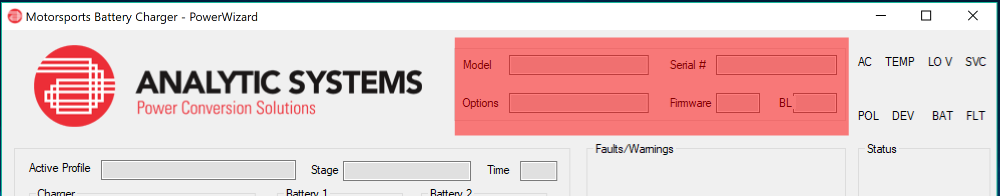 Motorsports Battery Charger - PowerWizard
ANALYTIC SYSTEMS
Power Conversion Solutions
Model
Serial #
Options
Firmware
BL
AC TEMP LO V SVC
POL DEV BAT FLT
Active Profile
Stage
Time
Faults/Warnings
Status
Charger
Battery 1
Battery 2